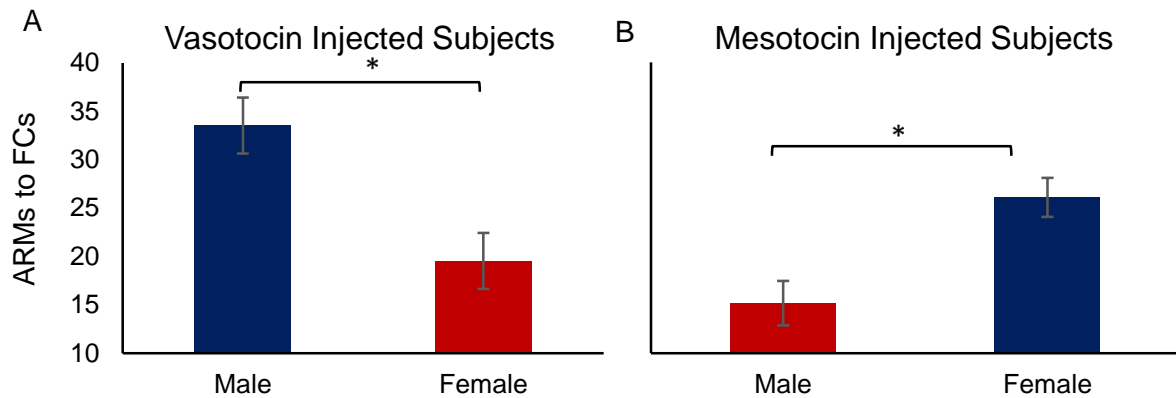 A
Vasotocin Injected Subjects
B
Mesotocin Injected Subjects
ARMs to FCs
40
35
30
25
20
15
10
*
*
Male
Female
Male
Female